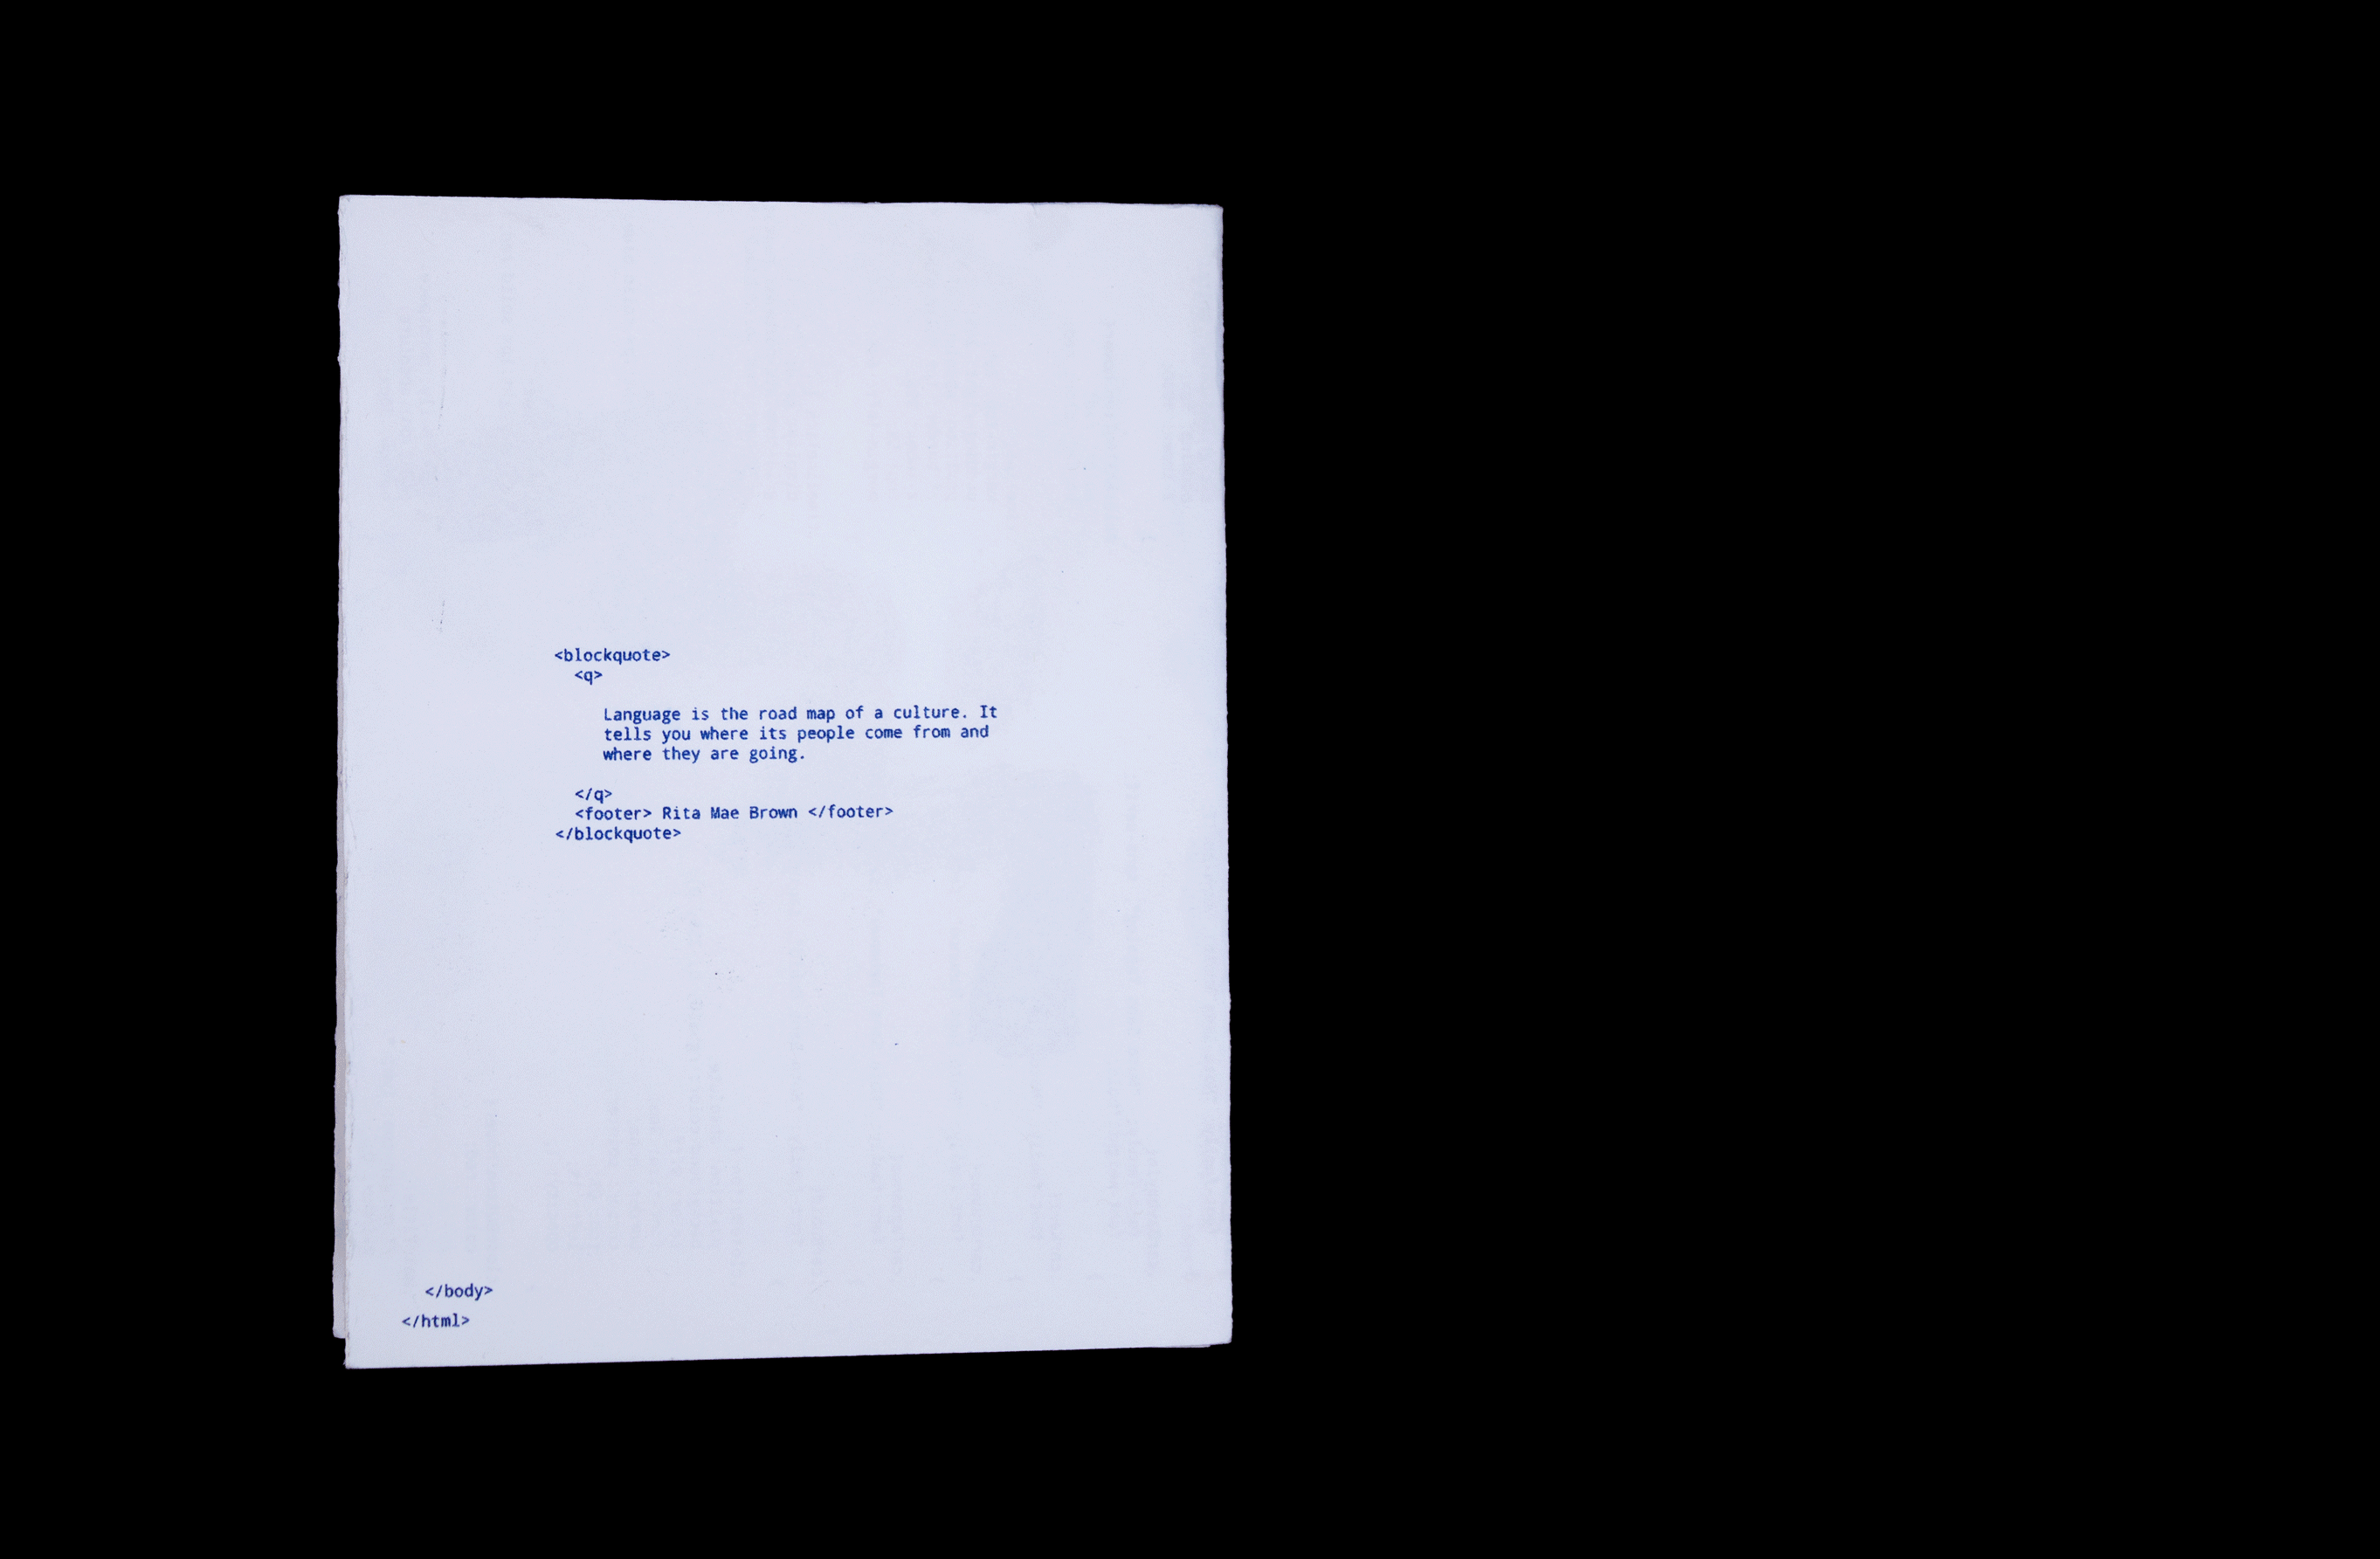 <blockquote>
<q>
Language is the road map of a culture. It
tells you where its people come from and
where they are going.
</q>
<footer> Rita Mae Brown </footer>
</blockquote>
</body>
</html>